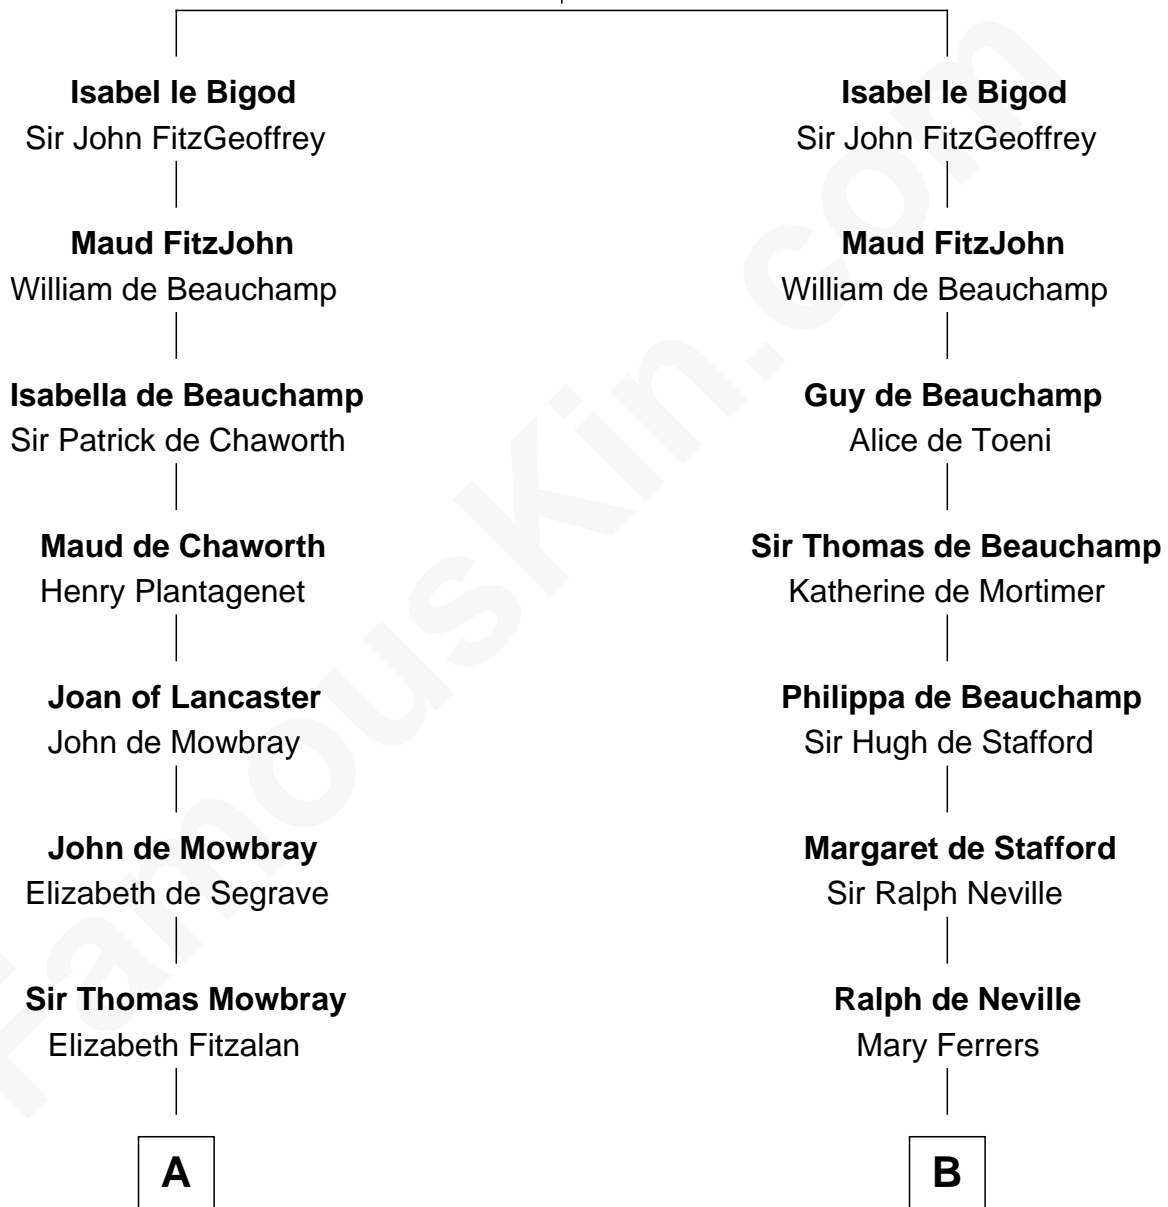 Isabel le Bigod
Sir John FitzGeoffrey
Maud FitzJohn
William de Beauchamp
Isabella de Beauchamp
Sir Patrick de Chaworth
Maud de Chaworth
Henry Plantagenet
Joan of Lancaster
John de Mowbray
John de Mowbray
Elizabeth de Segrave
Sir Thomas Mowbray
Elizabeth Fitzalan
A
Isabel le Bigod
Sir John FitzGeoffrey
Maud FitzJohn
William de Beauchamp
Guy de Beauchamp
Alice de Toeni
Sir Thomas de Beauchamp
Katherine de Mortimer
Philippa de Beauchamp
Sir Hugh de Stafford
Margaret de Stafford
Sir Ralph Neville
Ralph de Neville
Mary Ferrers
B
FamousKin.com